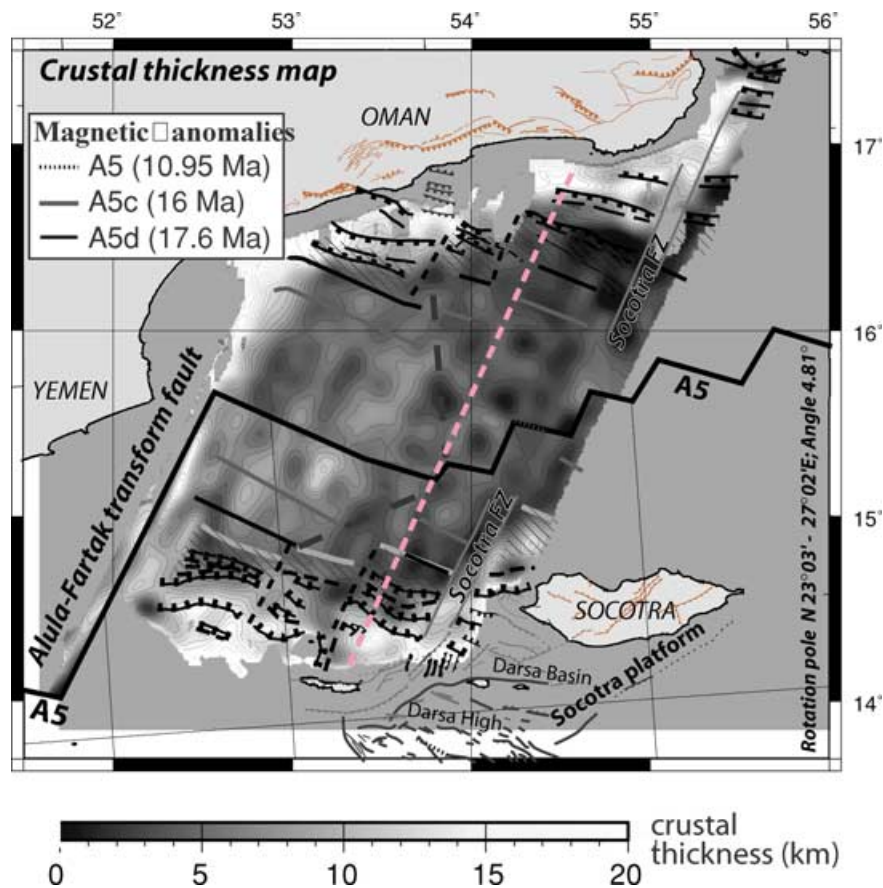 52° 53° 54° 55° 56°
Crustal thickness map
OMAN
Magnetic□anomalies
A5 (10.95 Ma)
A5c (16 Ma)
A5d (17.6 Ma)
17°
Socotra FZ
16°
YEMEN
A5
Alula-Fartak transform fault
Rotation pole N 23°03' - 27°02'E; Angle 4.81°
15°
Socotra FZ
SOCOTRA
Darsa Basin
Socotra platform
A5
Darsa High
14°
crustal
thickness (km)
0 5 10 15 20